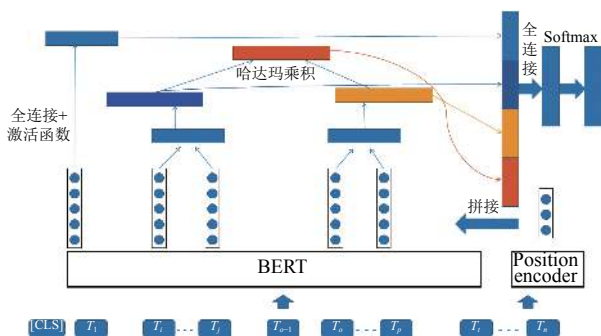 全连接
Softmax
哈达玛乘积
全连接+
激活函数
拼接
BERT
Position
encoder
[CLS] T₁ Tᵢ ... Tⱼ Tₒ₋₁ Tₒ ... Tₚ ... Tₙ